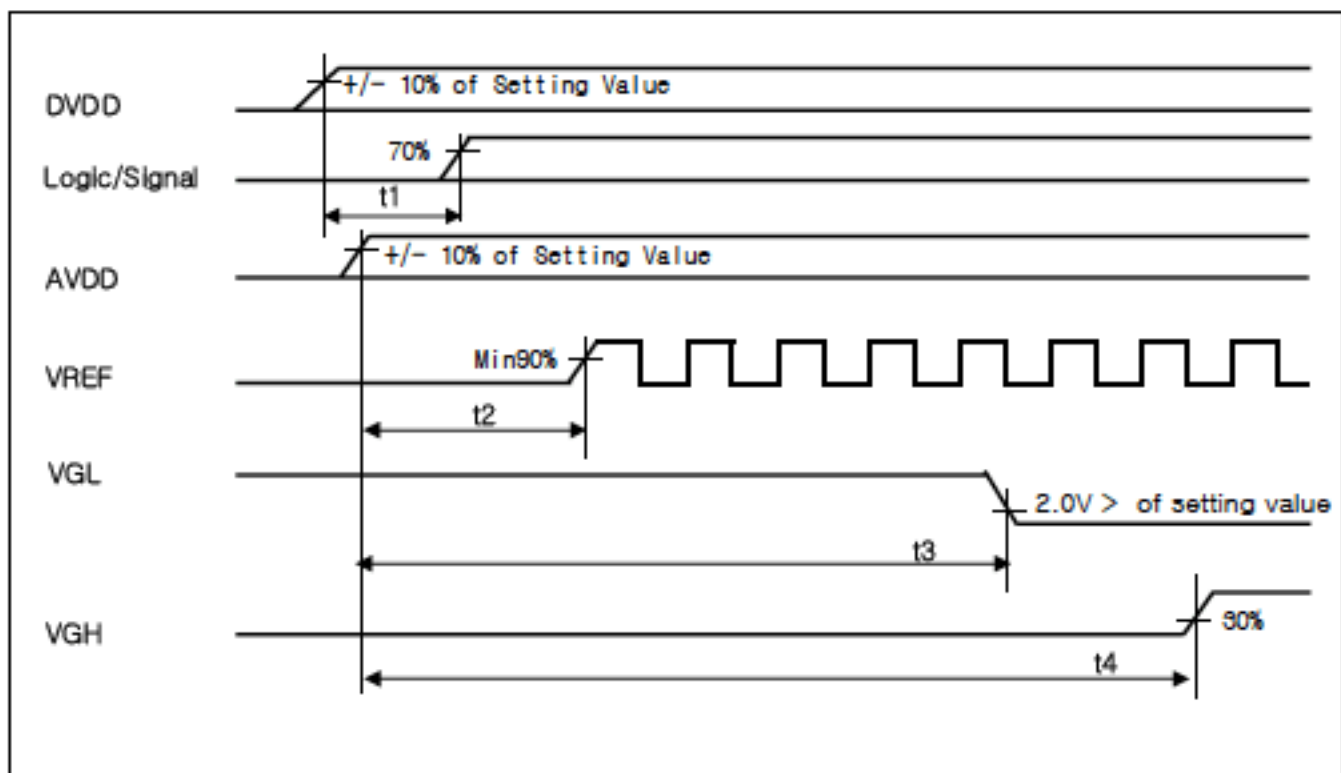 DVDD
+/- 10% of Setting Value
70%
Logic/Signal
t1
+/- 10% of Setting Value
AVDD
Min90%
VREF
t2
VGL
2.0V > of setting value
t3
VGH
t4